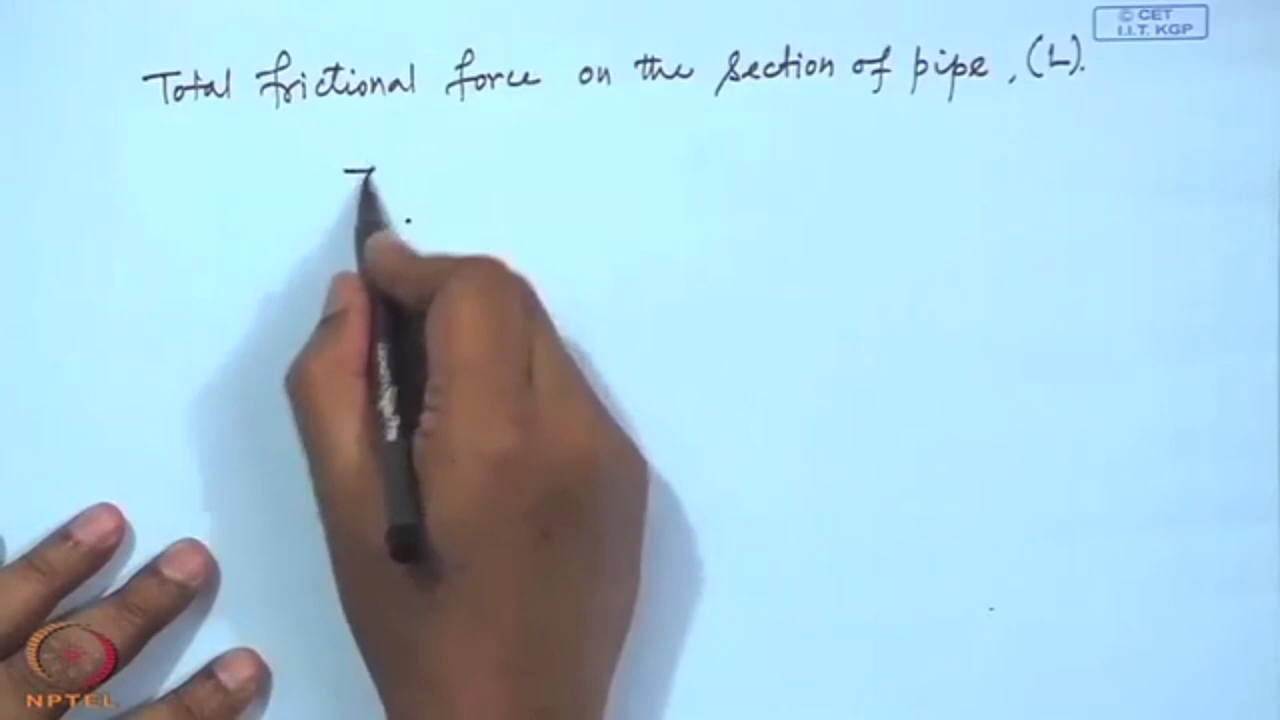 © CET
I.I.T. KGP
Total frictional force on the section of pipe, (L).
NPTEL